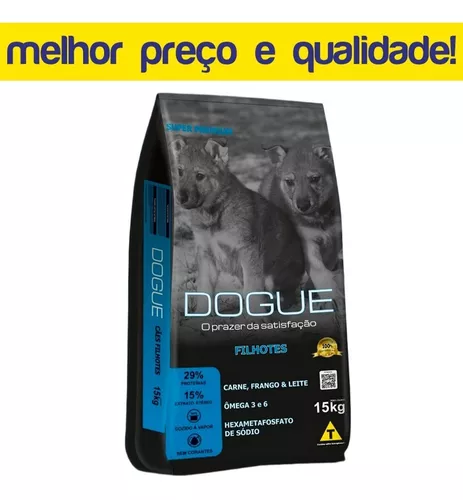 melhor preço e qualidade!
SUPER PREMIUM
DOGUE
O prazer da satisfação
FILHOTES
29%
PROTEÍNAS
15%
EXTRATO ETÉREO
COZIDO A VAPOR
SEM CORANTES
CARNE, FRANGO & LEITE
ÔMEGA 3 e 6
HEXAMETAFOSFATO
DE SÓDIO
100%
15kg
T
DOGUE
CÃES FILHOTES
15kg